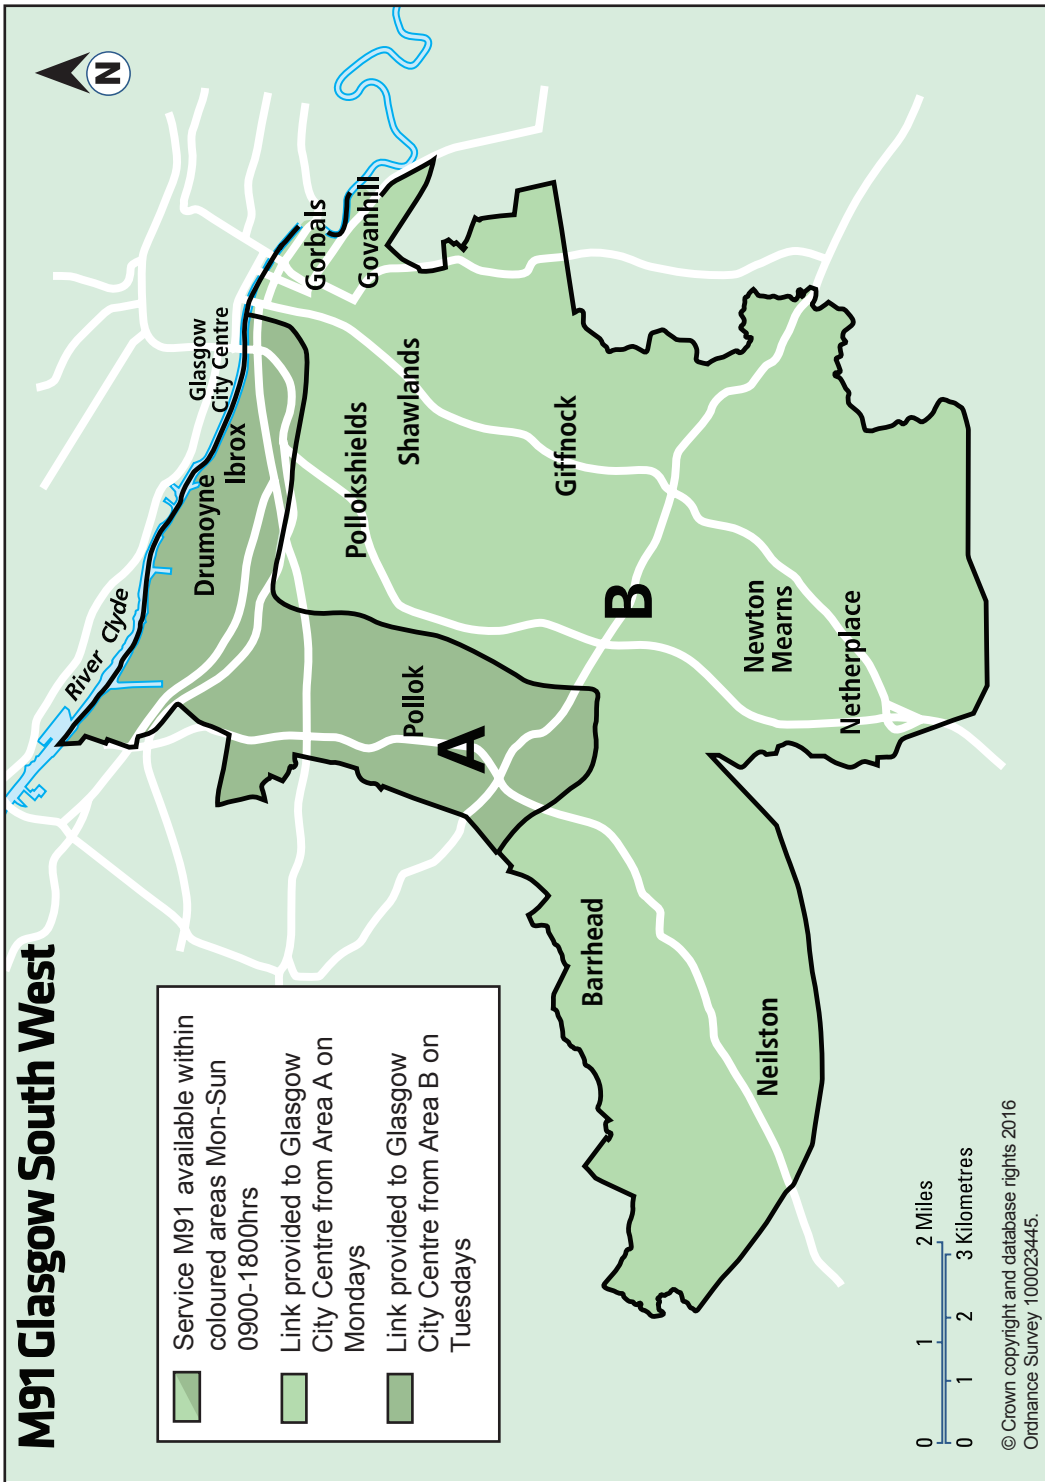 M91 Glasgow South West
Service M91 available within
coloured areas Mon-Sun
0900-1800hrs
Link provided to Glasgow
City Centre from Area A on
Mondays
Link provided to Glasgow
City Centre from Area B on
Tuesdays
N
River Clyde
Glasgow
City Centre
Drumoyne
Ibrox
Gorbals
Govanhill
Pollokshields
Shawlands
Pollok
A
Giffnock
B
Barrhead
Newton
Mearns
Neilston
Netherplace
0 1 2 Miles
0 1 2 3 Kilometres
© Crown copyright and database rights 2016
Ordnance Survey 100023445.